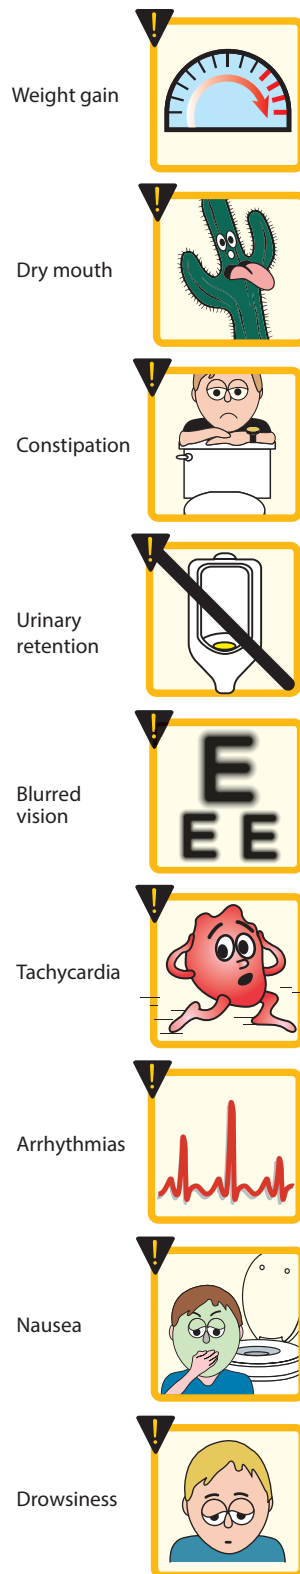 !
Weight gain
!
Dry mouth
!
Constipation
!
Urinary
retention
!
E
E E
Blurred
vision
!
Tachycardia
!
Arrhythmias
!
Nausea
!
Drowsiness